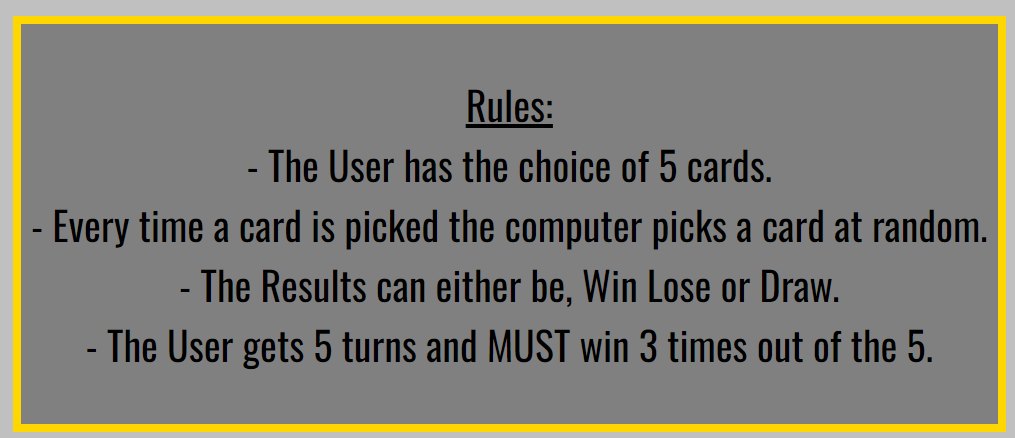 Rules:
- The User has the choice of 5 cards.
- Every time a card is picked the computer picks a card at random.
- The Results can either be, Win Lose or Draw.
- The User gets 5 turns and MUST win 3 times out of the 5.